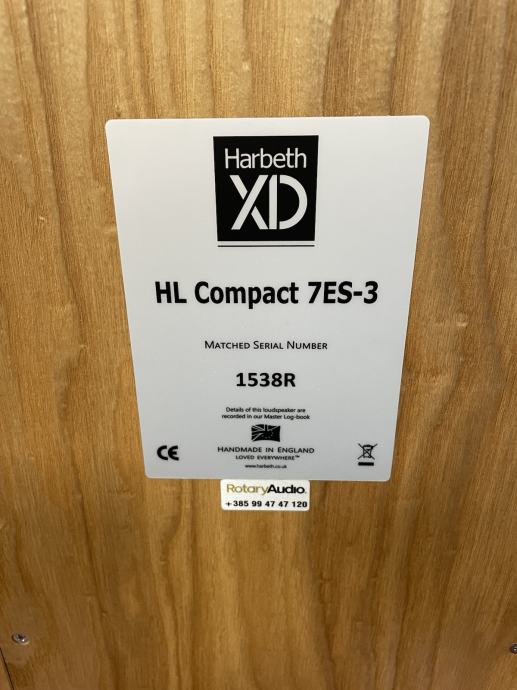 Harbeth
XD
HL Compact 7ES-3
MATCHED SERIAL NUMBER
1538R
Details of this loudspeaker are
recorded in our Master Log-book
CE
HANDMADE IN ENGLAND
LOVED EVERYWHERE™
www.harbeth.co.uk
RotaryAudio.
+385 99 47 47 120